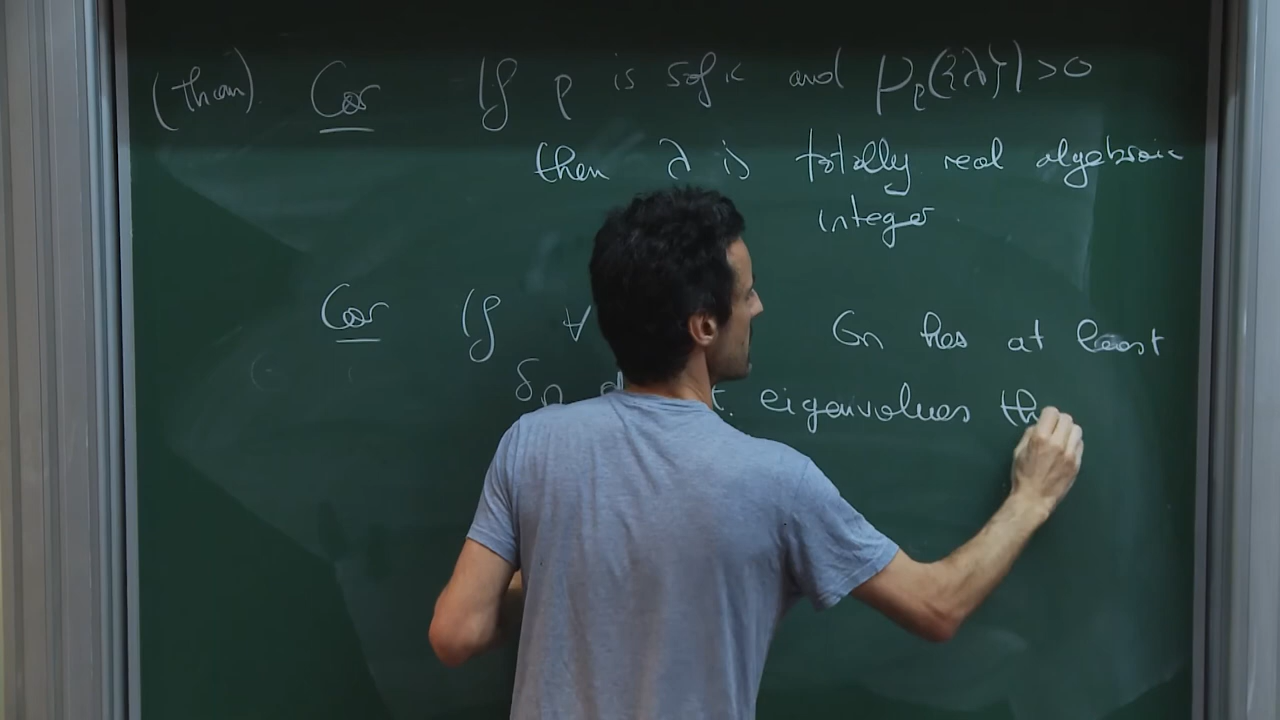 (thom) Cor If ρ is sofic and μ_ρ({λ}) > 0
then λ is totally real algebraic
integer.
Cor If ∀ Gn has at least
δn t. eigenvalues th